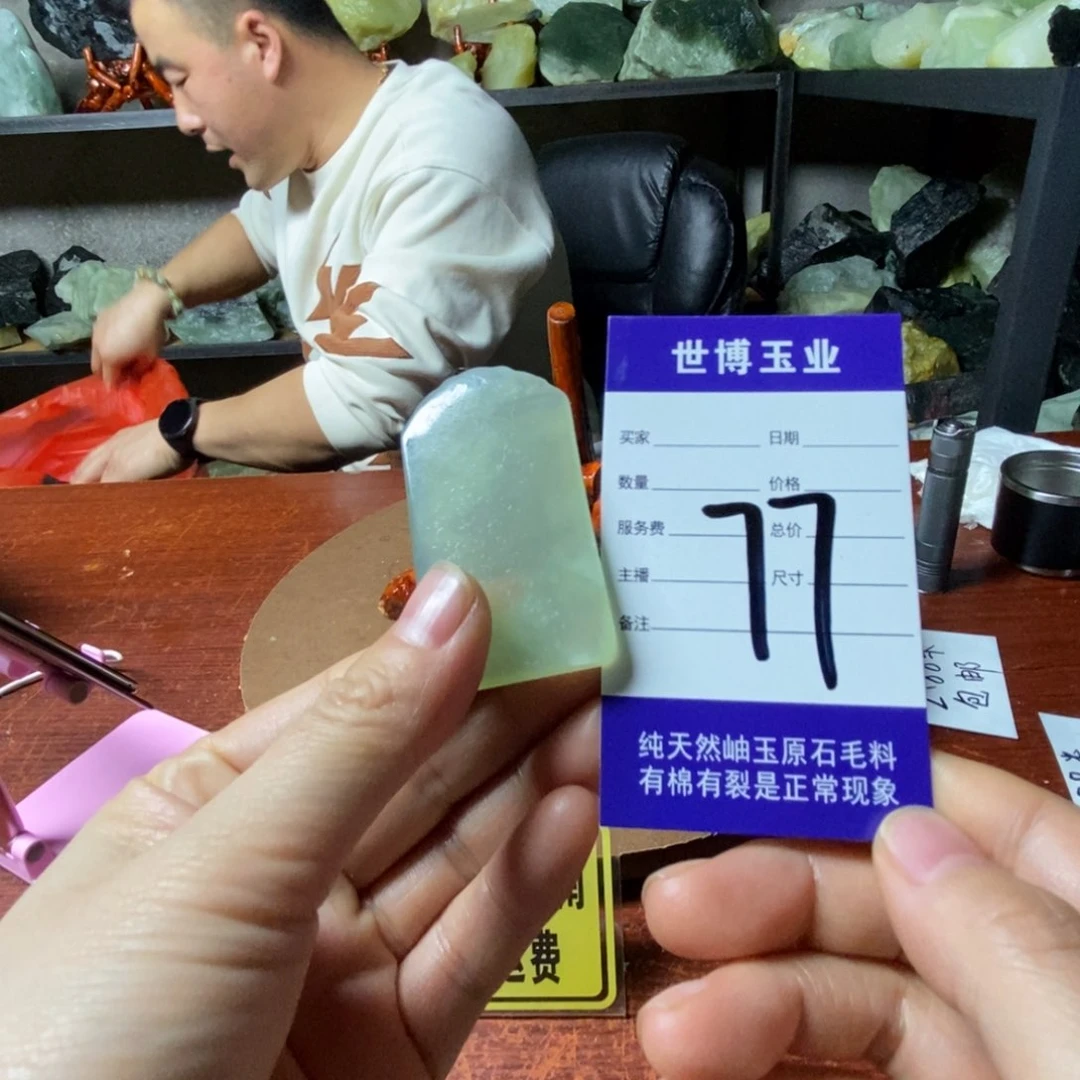 世博玉业
买家 日期
数量 价格
服务费 总价
主播 尺寸
备注
77
纯天然岫玉原石毛料
有棉有裂是正常现象
包邮
费